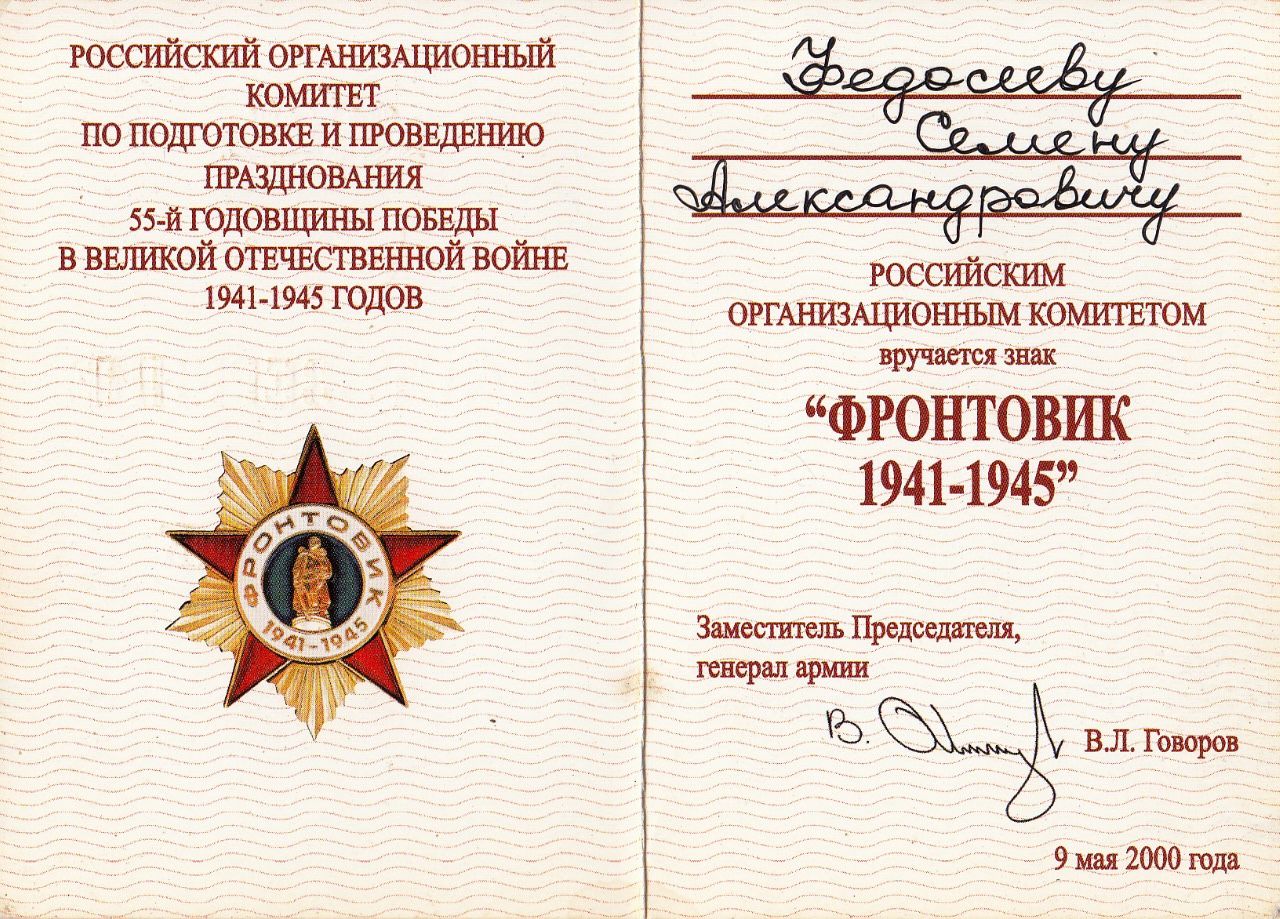 РОССИЙСКИЙ ОРГАНИЗАЦИОННЫЙ
КОМИТЕТ
ПО ПОДГОТОВКЕ И ПРОВЕДЕНИЮ
ПРАЗДНОВАНИЯ
55-й ГОДОВЩИНЫ ПОБЕДЫ
В ВЕЛИКОЙ ОТЕЧЕСТВЕННОЙ ВОЙНЕ
1941-1945 ГОДОВ
ФРОНТОВИК
1941-1945
Федосееву
Семену
Александровичу
РОССИЙСКИМ
ОРГАНИЗАЦИОННЫМ КОМИТЕТОМ
вручается знак
“ФРОНТОВИК
1941-1945”
Заместитель Председателя,
генерал армии
В.
В.Л. Говоров
9 мая 2000 года